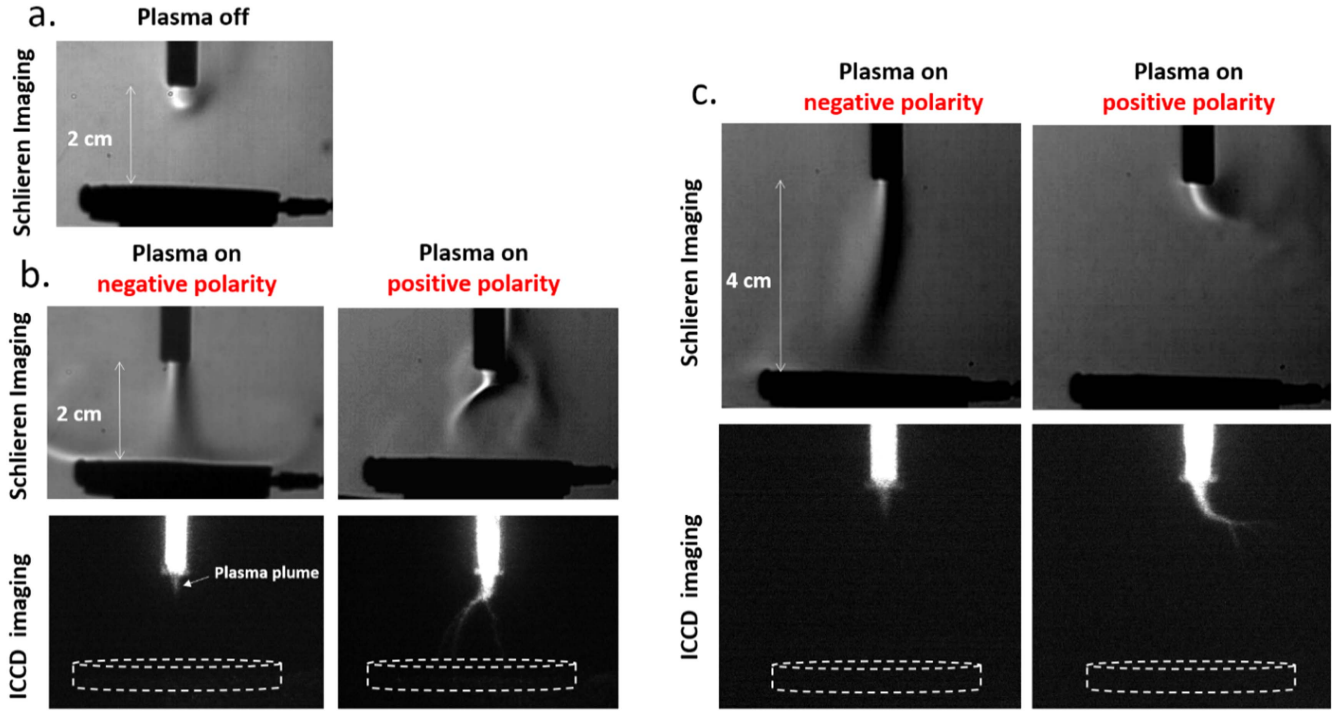 a.
Plasma off
Schlieren Imaging
2 cm
b.
Plasma on
negative polarity
Plasma on
positive polarity
Schlieren Imaging
2 cm
ICCD imaging
Plasma plume
c.
Plasma on
negative polarity
Plasma on
positive polarity
Schlieren Imaging
4 cm
ICCD imaging